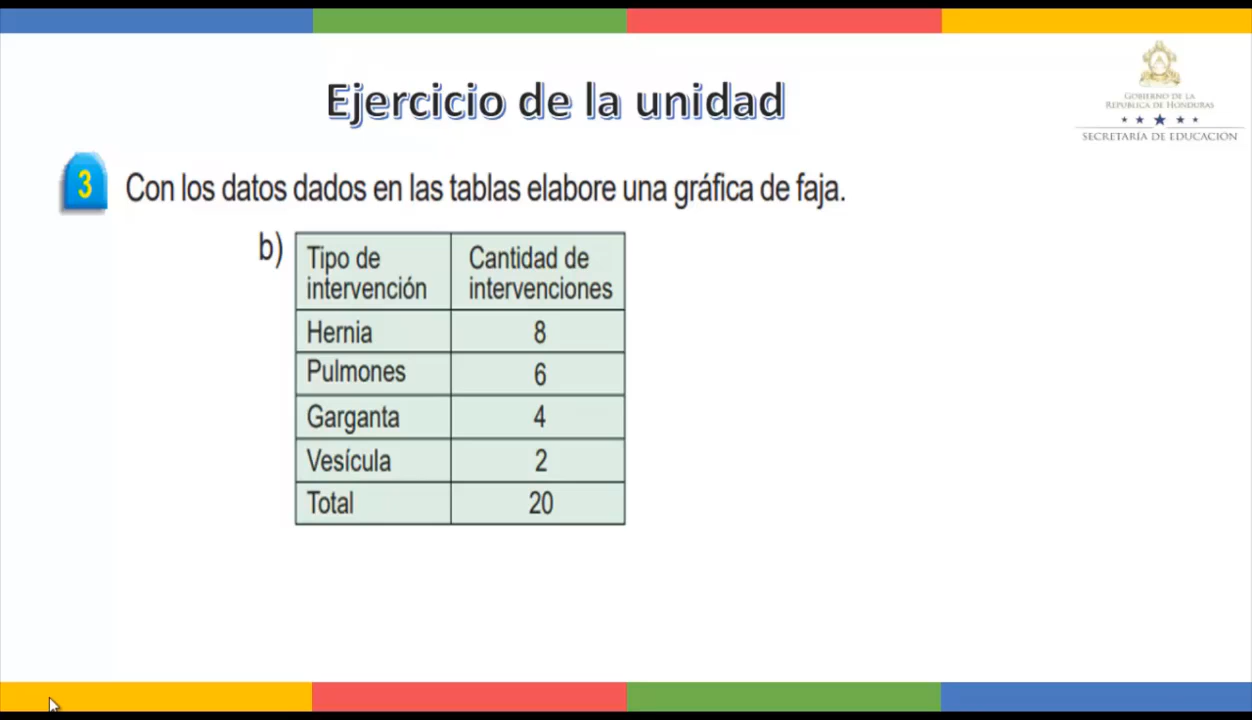 Ejercicio de la unidad
GOBIERNO DE LA
REPÚBLICA DE HONDURAS
SECRETARÍA DE EDUCACIÓN
3 Con los datos dados en las tablas elabore una gráfica de faja.
b)
Tipo de intervención Cantidad de intervenciones
Hernia 8
Pulmones 6
Garganta 4
Vesícula 2
Total 20